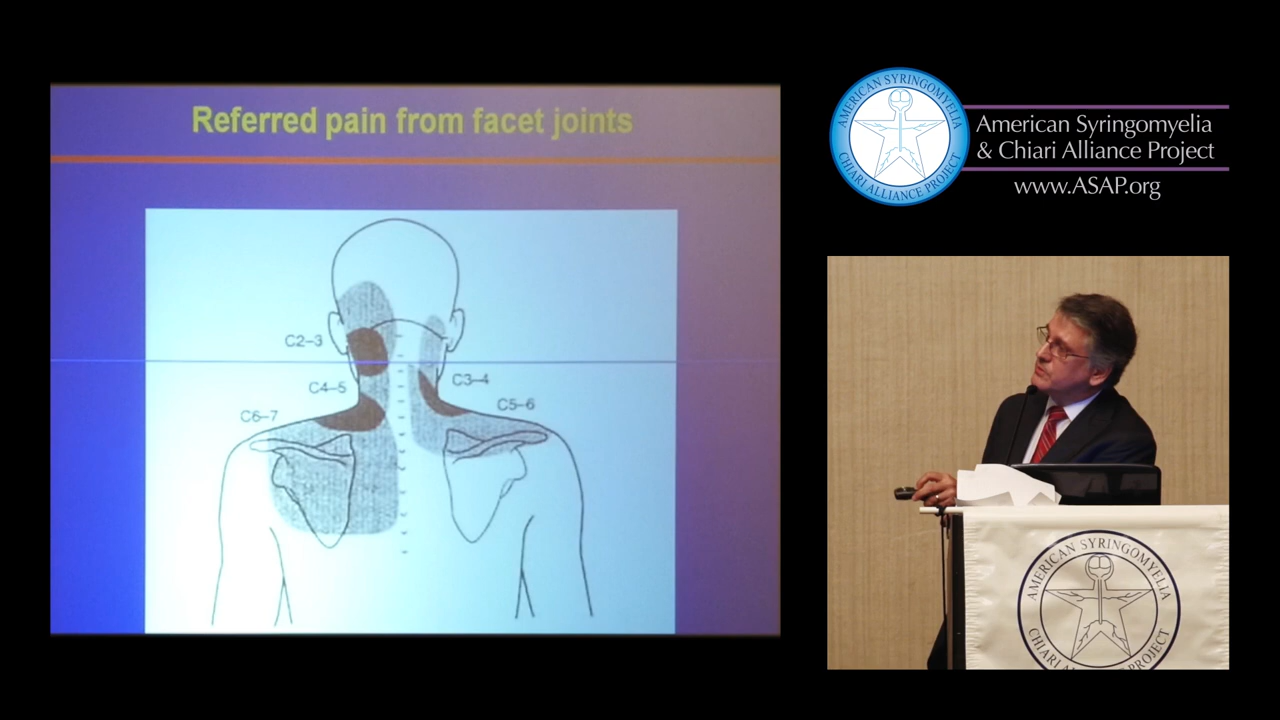 Referred pain from facet joints
C2–3
C4–5
C3–4
C6–7
C5–6
AMERICAN SYRINGOMYELIA
CHIARI ALLIANCE PROJECT
American Syringomyelia
& Chiari Alliance Project
www.ASAP.org
AMERICAN SYRINGOMYELIA
CHIARI ALLIANCE PROJECT